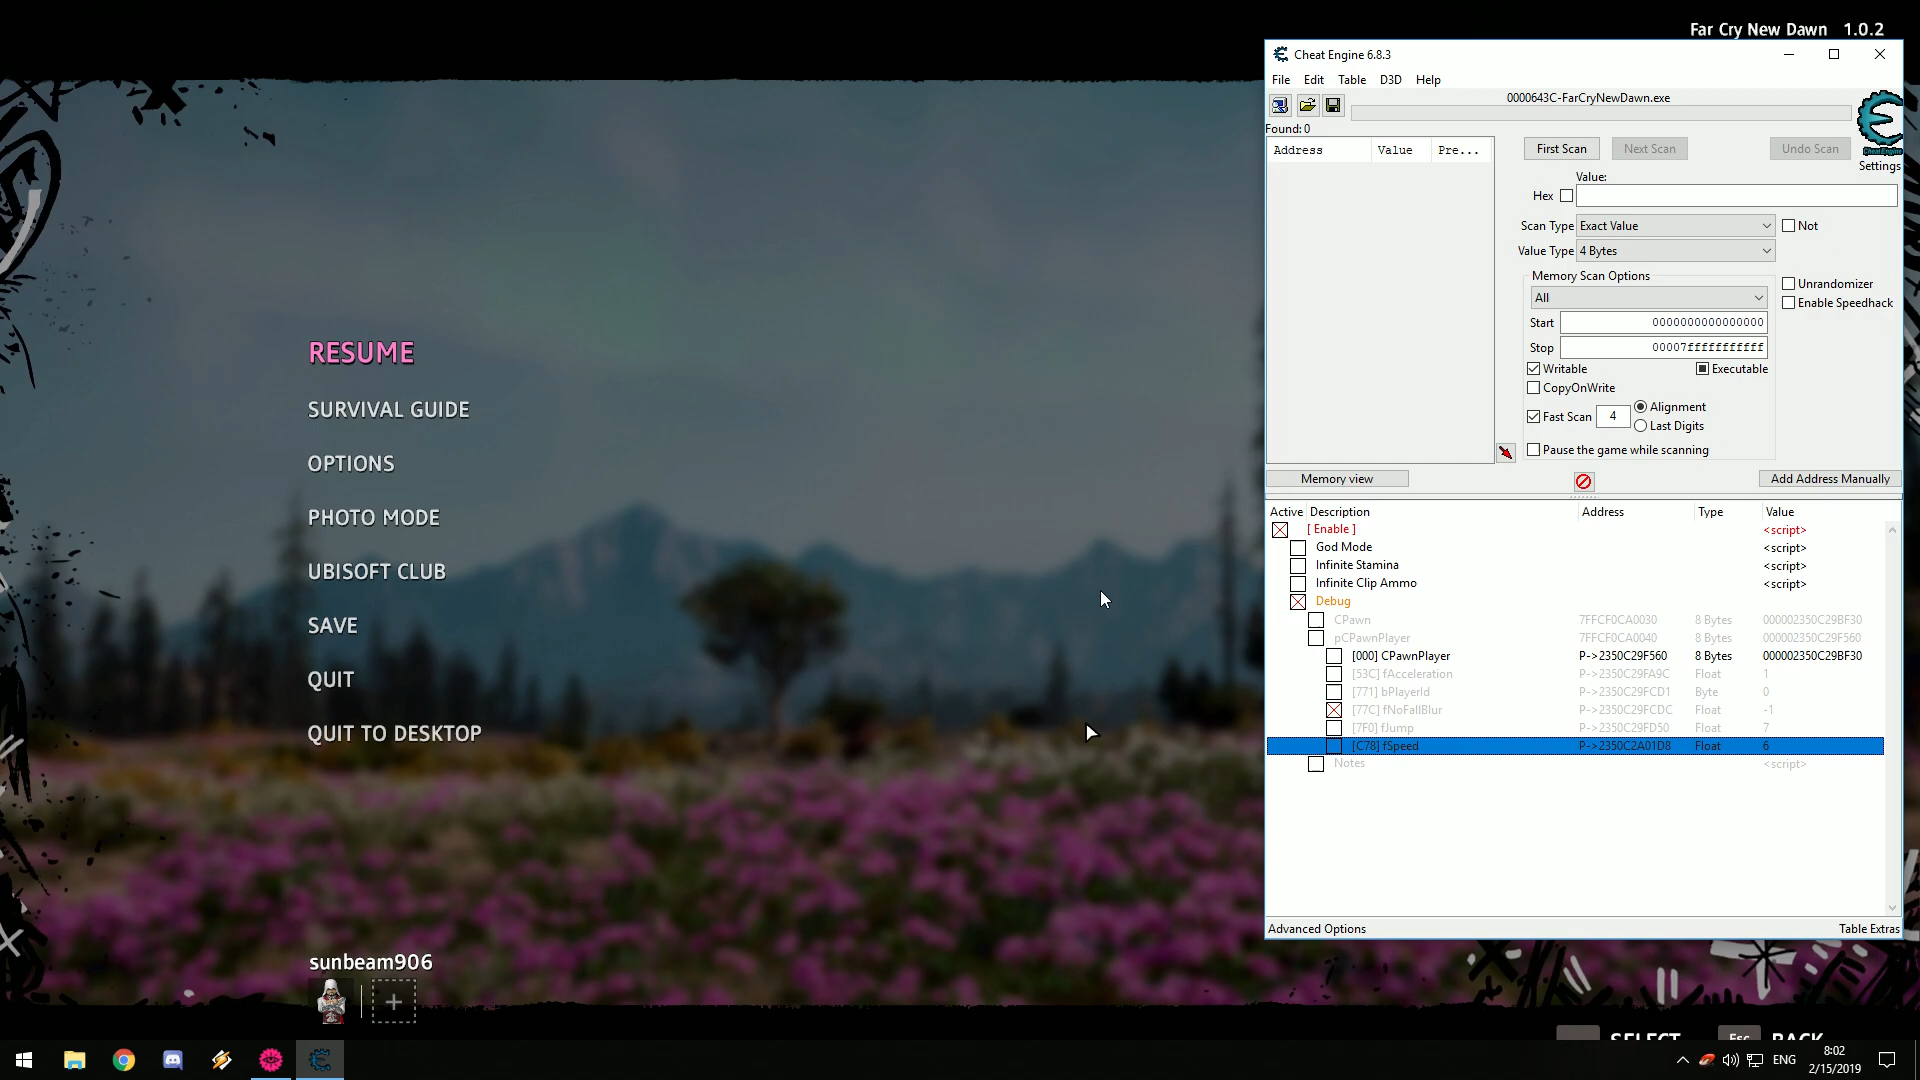 Far Cry New Dawn 1.0.2
Cheat Engine 6.8.3
File Edit Table D3D Help
0000643C-FarCryNewDawn.exe
Found: 0
Address Value Pre...
First Scan Next Scan Undo Scan
Settings
Value:
Hex
Scan Type Exact Value Not
Value Type 4 Bytes
Memory Scan Options
All
Unrandomizer
Enable Speedhack
Start 0000000000000000
Stop 00007fffffffffff
Writable Executable
CopyOnWrite
Fast Scan 4 Alignment
Last Digits
Pause the game while scanning
Memory view Add Address Manually
Active Description Address Type Value
[ Enable ] <script>
God Mode <script>
Infinite Stamina <script>
Infinite Clip Ammo <script>
Debug
CPawn 7FFCF0CA0030 8 Bytes 000002350C29BF30
pCPawnPlayer 7FFCF0CA0040 8 Bytes 000002350C29F560
[000] CPawnPlayer P->2350C29F560 8 Bytes 000002350C29BF30
[53C] fAcceleration P->2350C29FA9C Float 1
[771] bPlayerId P->2350C29FCD1 Byte 0
[77C] fNoFallBlur P->2350C29FCDC Float -1
[7F0] fJump P->2350C29FD50 Float 7
[C78] fSpeed P->2350C2A01D8 Float 6
Notes <script>
Advanced Options Table Extras
RESUME
SURVIVAL GUIDE
OPTIONS
PHOTO MODE
UBISOFT CLUB
SAVE
QUIT
QUIT TO DESKTOP
sunbeam906
SELECT Esc BACK
ENG
8:02
2/15/2019